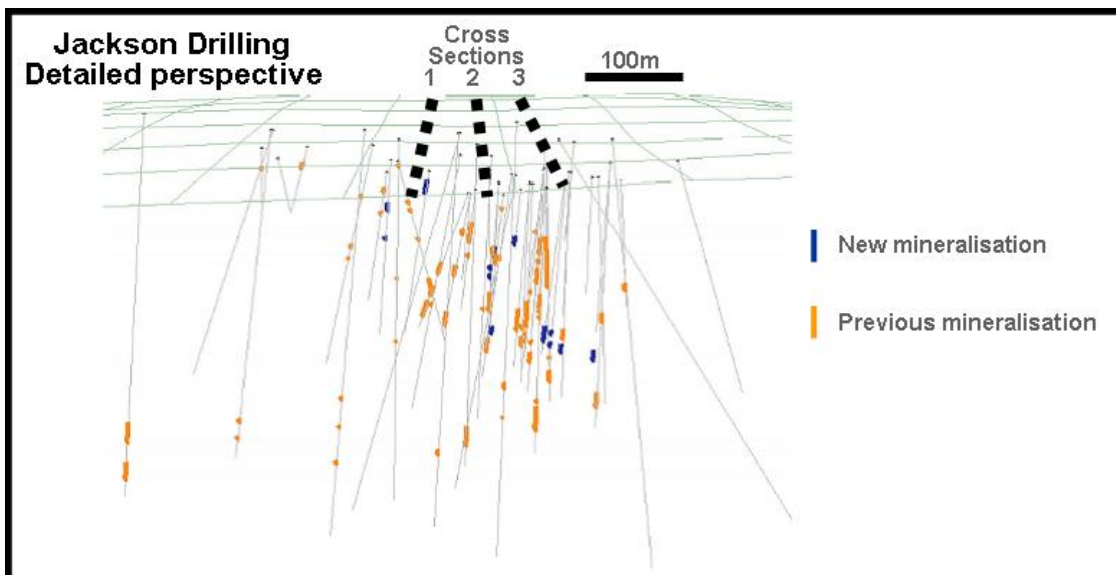 Jackson Drilling
Detailed perspective
Cross
Sections
1 2 3
100m
New mineralisation
Previous mineralisation